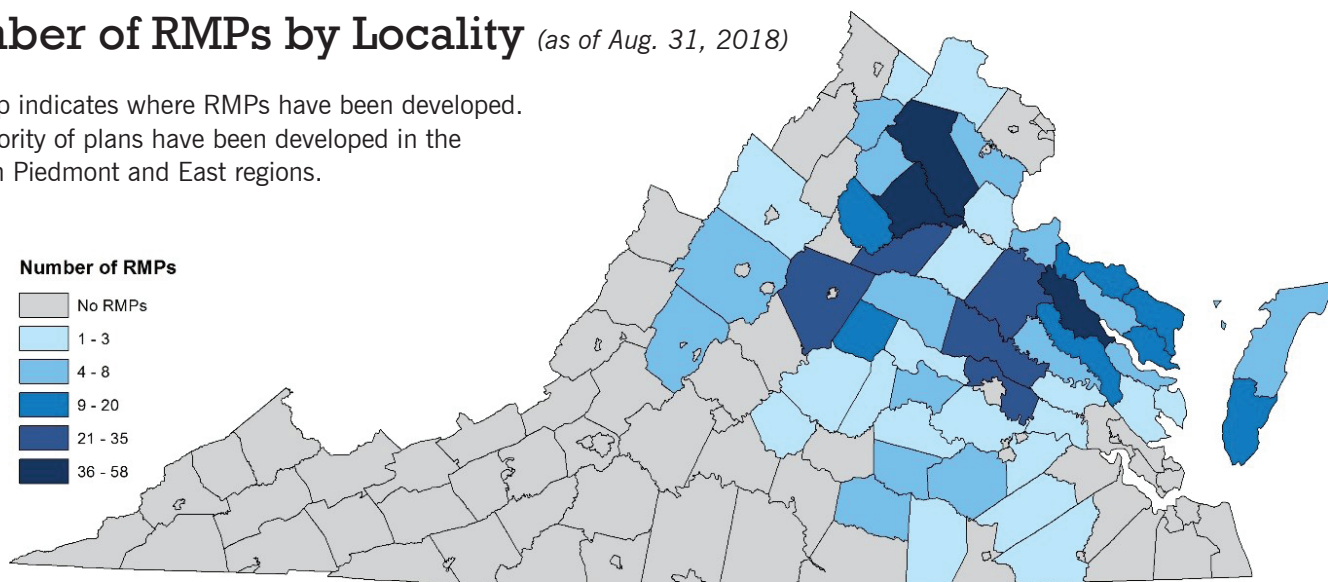 ber of RMPs by Locality (as of Aug. 31, 2018)
indicates where RMPs have been developed.
ority of plans have been developed in the
Piedmont and East regions.
Number of RMPs
No RMPs
1 - 3
4 - 8
9 - 20
21 - 35
36 - 58